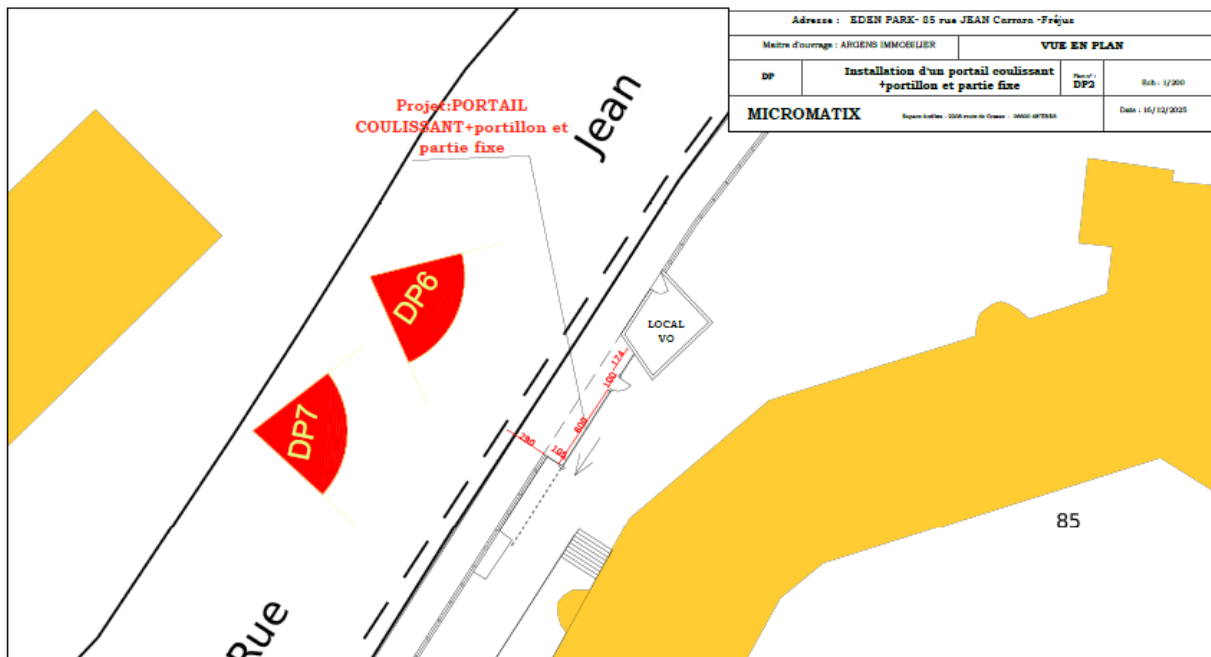 Adresse : EDEN PARK- 85 rue JEAN Carrara -Fréjus
Maitre d'ouvrage : ARGENS IMMOBILIER
VUE EN PLAN
DP
Installation d'un portail coulissant
+portillon et partie fixe
Plan n° :
DP2
Ech : 1/200
MICROMATIX
Date : 16/12/2025
Projet:PORTAIL
COULISSANT+portillon et
partie fixe
Jean
DP6
LOCAL
VO
174
100
DP7
600
290
85
Rue